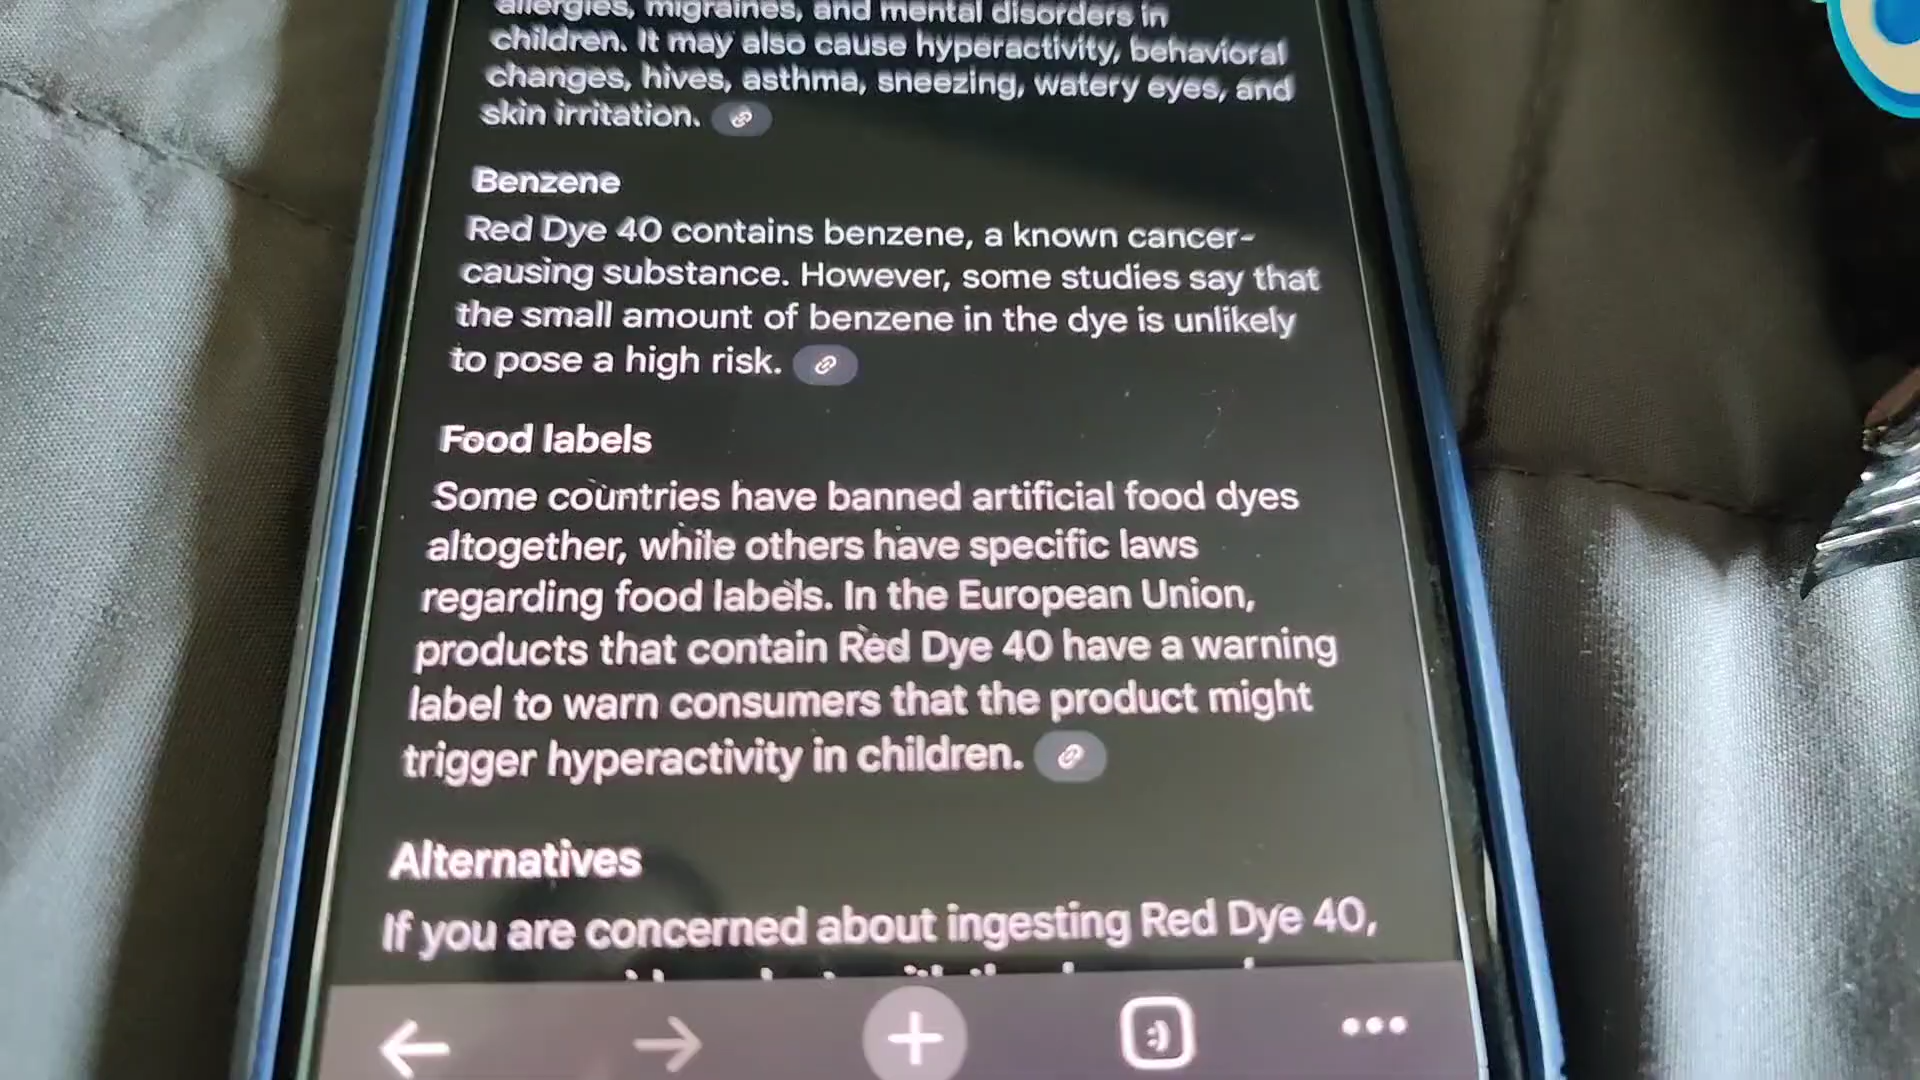 allergies, migraines, and mental disorders in
children. It may also cause hyperactivity, behavioral
changes, hives, asthma, sneezing, watery eyes, and
skin irritation.
Benzene
Red Dye 40 contains benzene, a known cancer-
causing substance. However, some studies say that
the small amount of benzene in the dye is unlikely
to pose a high risk.
Food labels
Some countries have banned artificial food dyes
altogether, while others have specific laws
regarding food labels. In the European Union,
products that contain Red Dye 40 have a warning
label to warn consumers that the product might
trigger hyperactivity in children.
Alternatives
If you are concerned about ingesting Red Dye 40,
:)